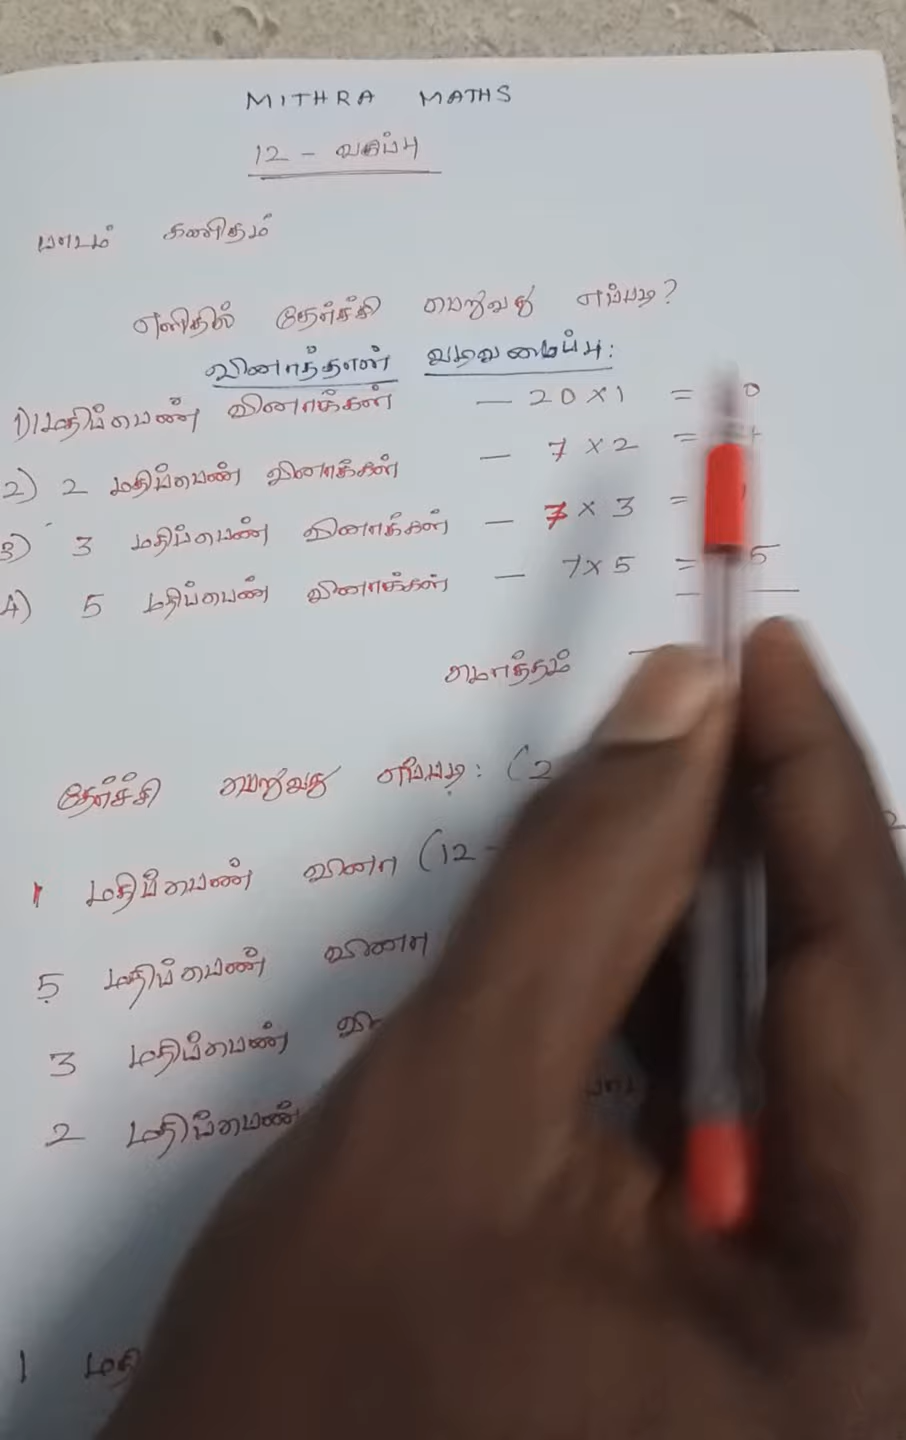 MITHRA MATHS
12 - வகுப்பு
பாடம் கணிதம்
எளிதில் தேர்ச்சி பெறுவது எப்படி?
வினாத்தாள் வடிவமைப்பு:
1) 1 மதிப்பெண் வினாக்கள் - 20 x 1 = 0
2) 2 மதிப்பெண் வினாக்கள் - 7 x 2 =
3) 3 மதிப்பெண் வினாக்கள் - 7 x 3 =
4) 5 மதிப்பெண் வினாக்கள் - 7x5 = 5
மொத்தம்
தேர்ச்சி பெறுவது எப்படி: (2
1 மதிப்பெண் வினா (12 -
5 மதிப்பெண் வினா
3 மதிப்பெண்
2 மதிப்பெண்
1